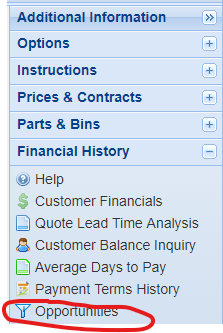 Additional Information
Options
Instructions
Prices & Contracts
Parts & Bins
Financial History
Help
Customer Financials
Quote Lead Time Analysis
Customer Balance Inquiry
Average Days to Pay
Payment Terms History
Opportunities